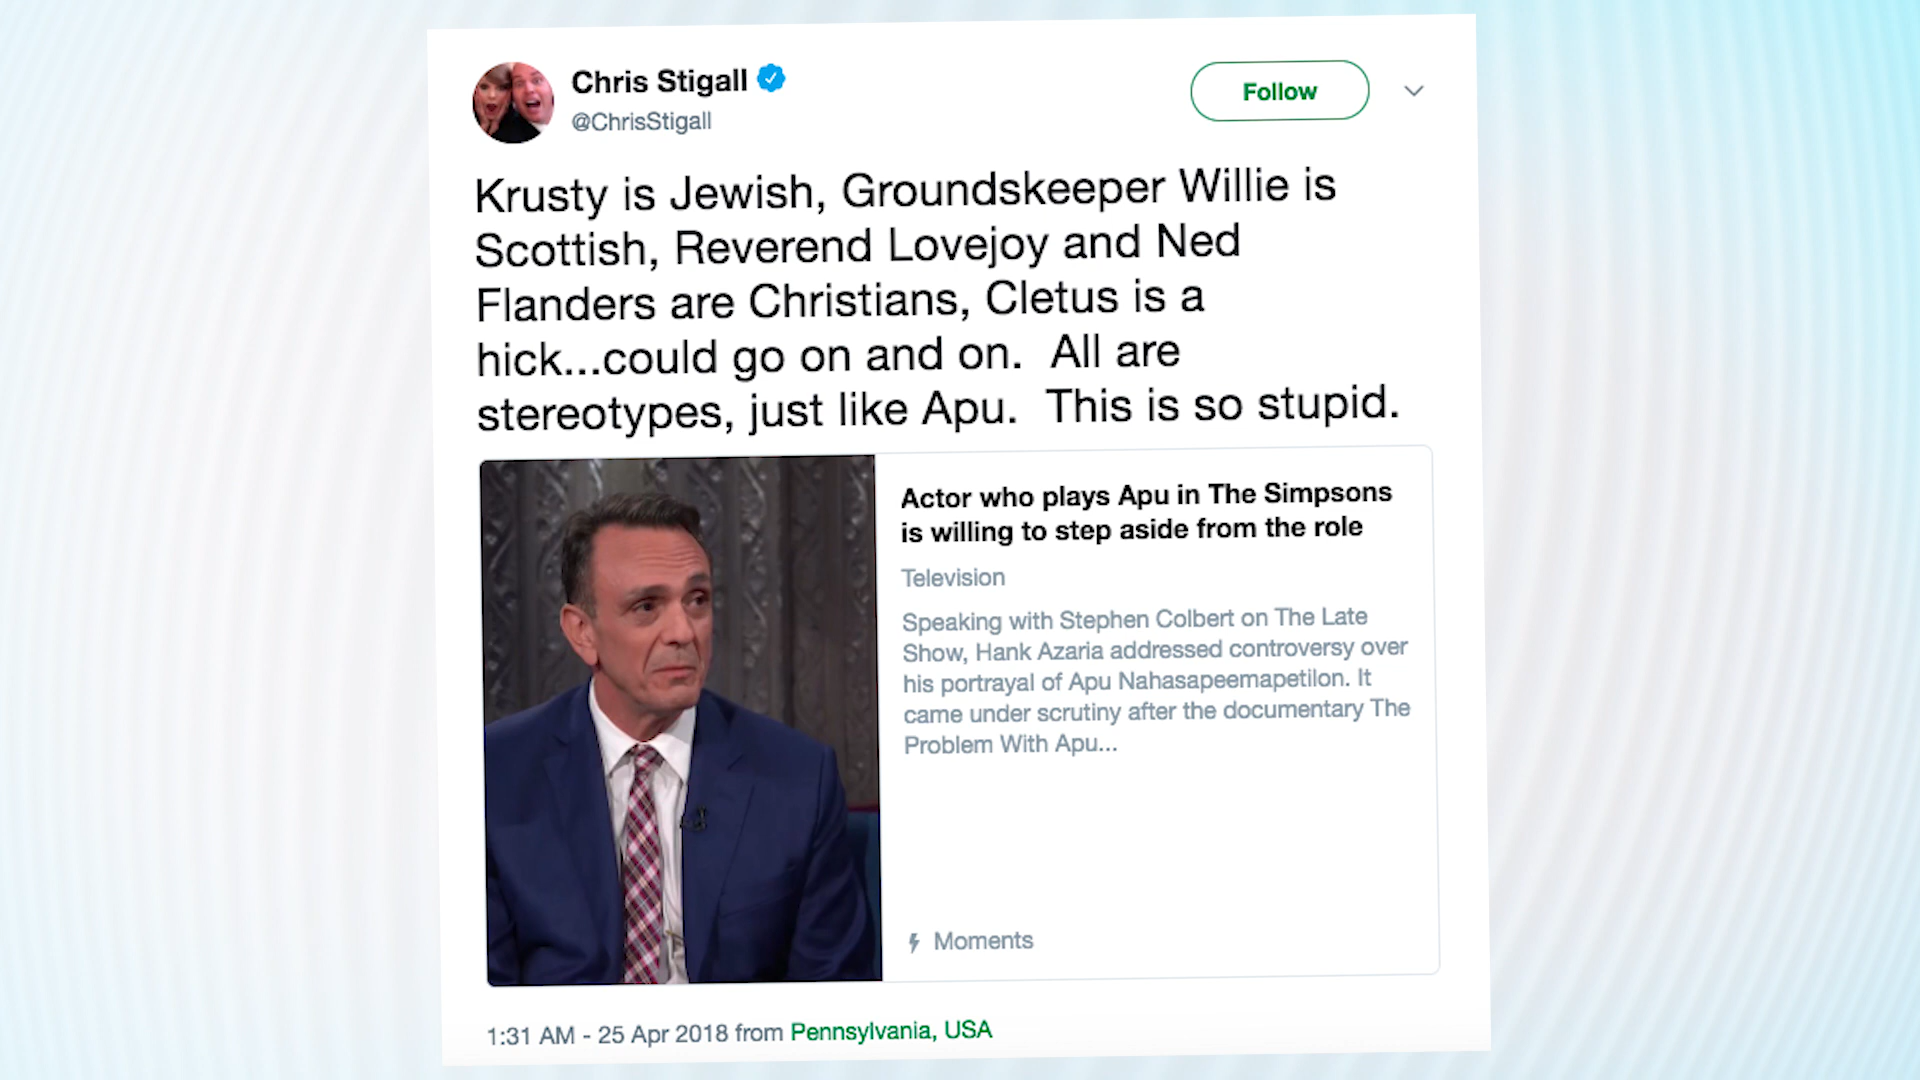 Chris Stigall
@ChrisStigall
Follow
Krusty is Jewish, Groundskeeper Willie is
Scottish, Reverend Lovejoy and Ned
Flanders are Christians, Cletus is a
hick...could go on and on.  All are
stereotypes, just like Apu.  This is so stupid.
Actor who plays Apu in The Simpsons
is willing to step aside from the role
Television
Speaking with Stephen Colbert on The Late
Show, Hank Azaria addressed controversy over
his portrayal of Apu Nahasapeemapetilon. It
came under scrutiny after the documentary The
Problem With Apu...
Moments
1:31 AM - 25 Apr 2018 from Pennsylvania, USA